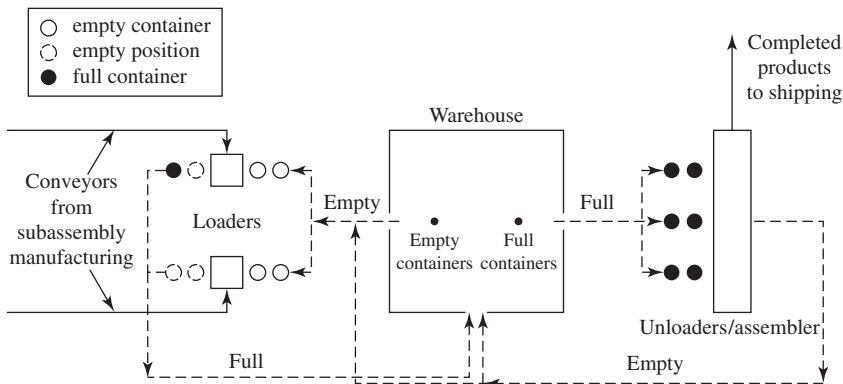 empty container
empty position
full container
Completed
products
to shipping
Warehouse
Conveyors
from
subassembly
manufacturing
Loaders
Empty
Full
Empty
containers
Full
containers
Unloaders/assembler
Full
Empty